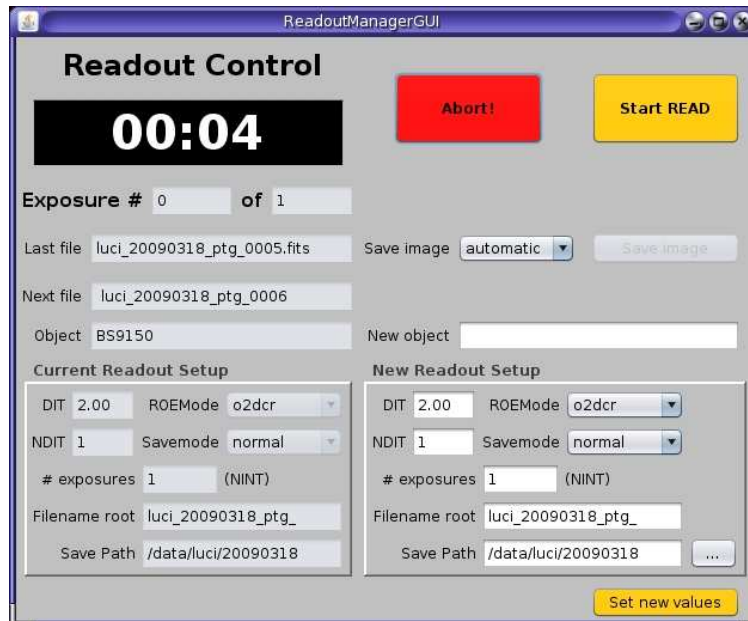 ReadoutManagerGUI
Readout Control
Abort!
Start READ
00:04
Exposure # 0 of 1
Last file luci_20090318_ptg_0005.fits Save image automatic Save image
Next file luci_20090318_ptg_0006
Object BS9150 New object
Current Readout Setup
DIT 2.00 ROEMode o2dcr
NDIT 1 Savemode normal
# exposures 1 (NINT)
Filename root luci_20090318_ptg_
Save Path /data/luci/20090318
New Readout Setup
DIT 2.00 ROEMode o2dcr
NDIT 1 Savemode normal
# exposures 1 (NINT)
Filename root luci_20090318_ptg_
Save Path /data/luci/20090318 ...
Set new values